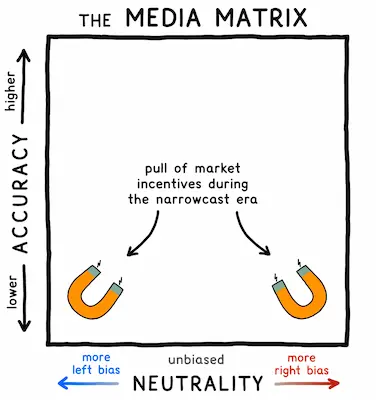 THE MEDIA MATRIX
higher
ACCURACY
lower
pull of market
incentives during
the narrowcast era
more
left bias
unbiased
more
right bias
NEUTRALITY